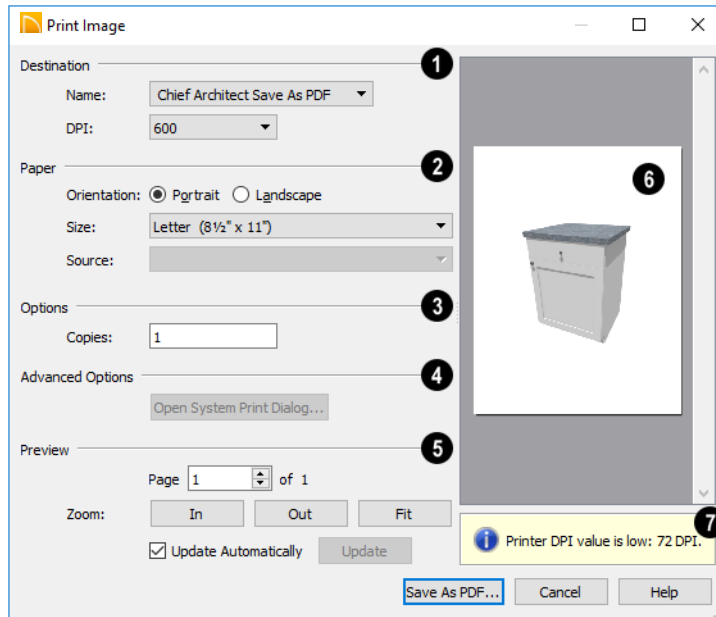 Print Image
Destination 1
Name: Chief Architect Save As PDF
DPI: 600
Paper 2
Orientation: Portrait Landscape
Size: Letter (8½" x 11")
Source:
Options 3
Copies: 1
Advanced Options 4
Open System Print Dialog...
Preview 5
Page 1 of 1
Zoom: In Out Fit
Update Automatically Update
6
7
Printer DPI value is low: 72 DPI.
Save As PDF... Cancel Help